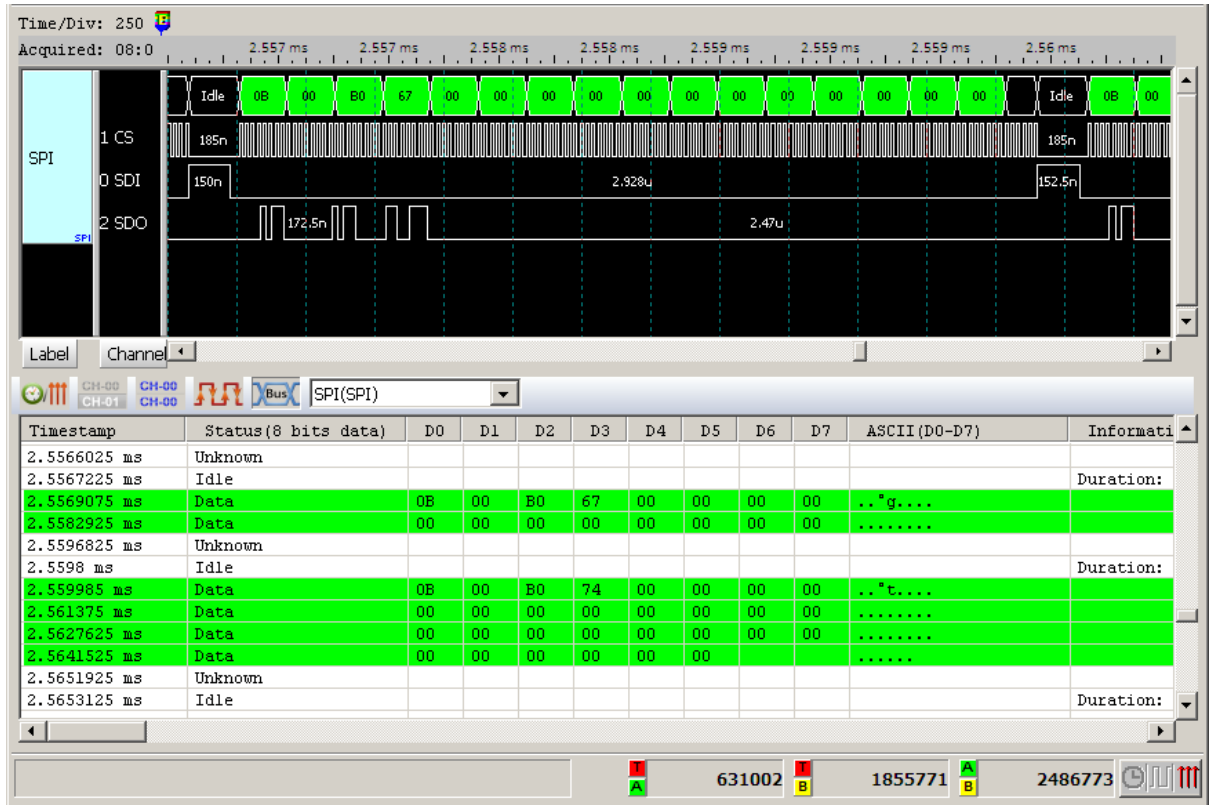 Time/Div: 250
Acquired: 08:0 2.557 ms 2.557 ms 2.558 ms 2.558 ms 2.559 ms 2.559 ms 2.559 ms 2.56 ms
Idle 0B 00 B0 67 00 00 00 00 00 00 00 00 00 00 00 00 Idle 0B 00
1 CS 185n 185n
SPI
0 SDI 150n 2.928u 152.5n
2 SDO 172.5n 2.47u
SPI
Label Channel
CH-00 CH-01 CH-00 CH-00 Bus SPI(SPI)
Timestamp Status(8 bits data) D0 D1 D2 D3 D4 D5 D6 D7 ASCII(D0-D7) Informati
2.5566025 ms Unknown
2.5567225 ms Idle Duration:
2.5569075 ms Data 0B 00 B0 67 00 00 00 00 ..°g....
2.5582925 ms Data 00 00 00 00 00 00 00 00 ........
2.5596825 ms Unknown
2.5598 ms Idle Duration:
2.559985 ms Data 0B 00 B0 74 00 00 00 00 ..°t....
2.561375 ms Data 00 00 00 00 00 00 00 00 ........
2.5627625 ms Data 00 00 00 00 00 00 00 00 ........
2.5641525 ms Data 00 00 00 00 00 00 ......
2.5651925 ms Unknown
2.5653125 ms Idle Duration:
T A 631002 T B 1855771 A B 2486773